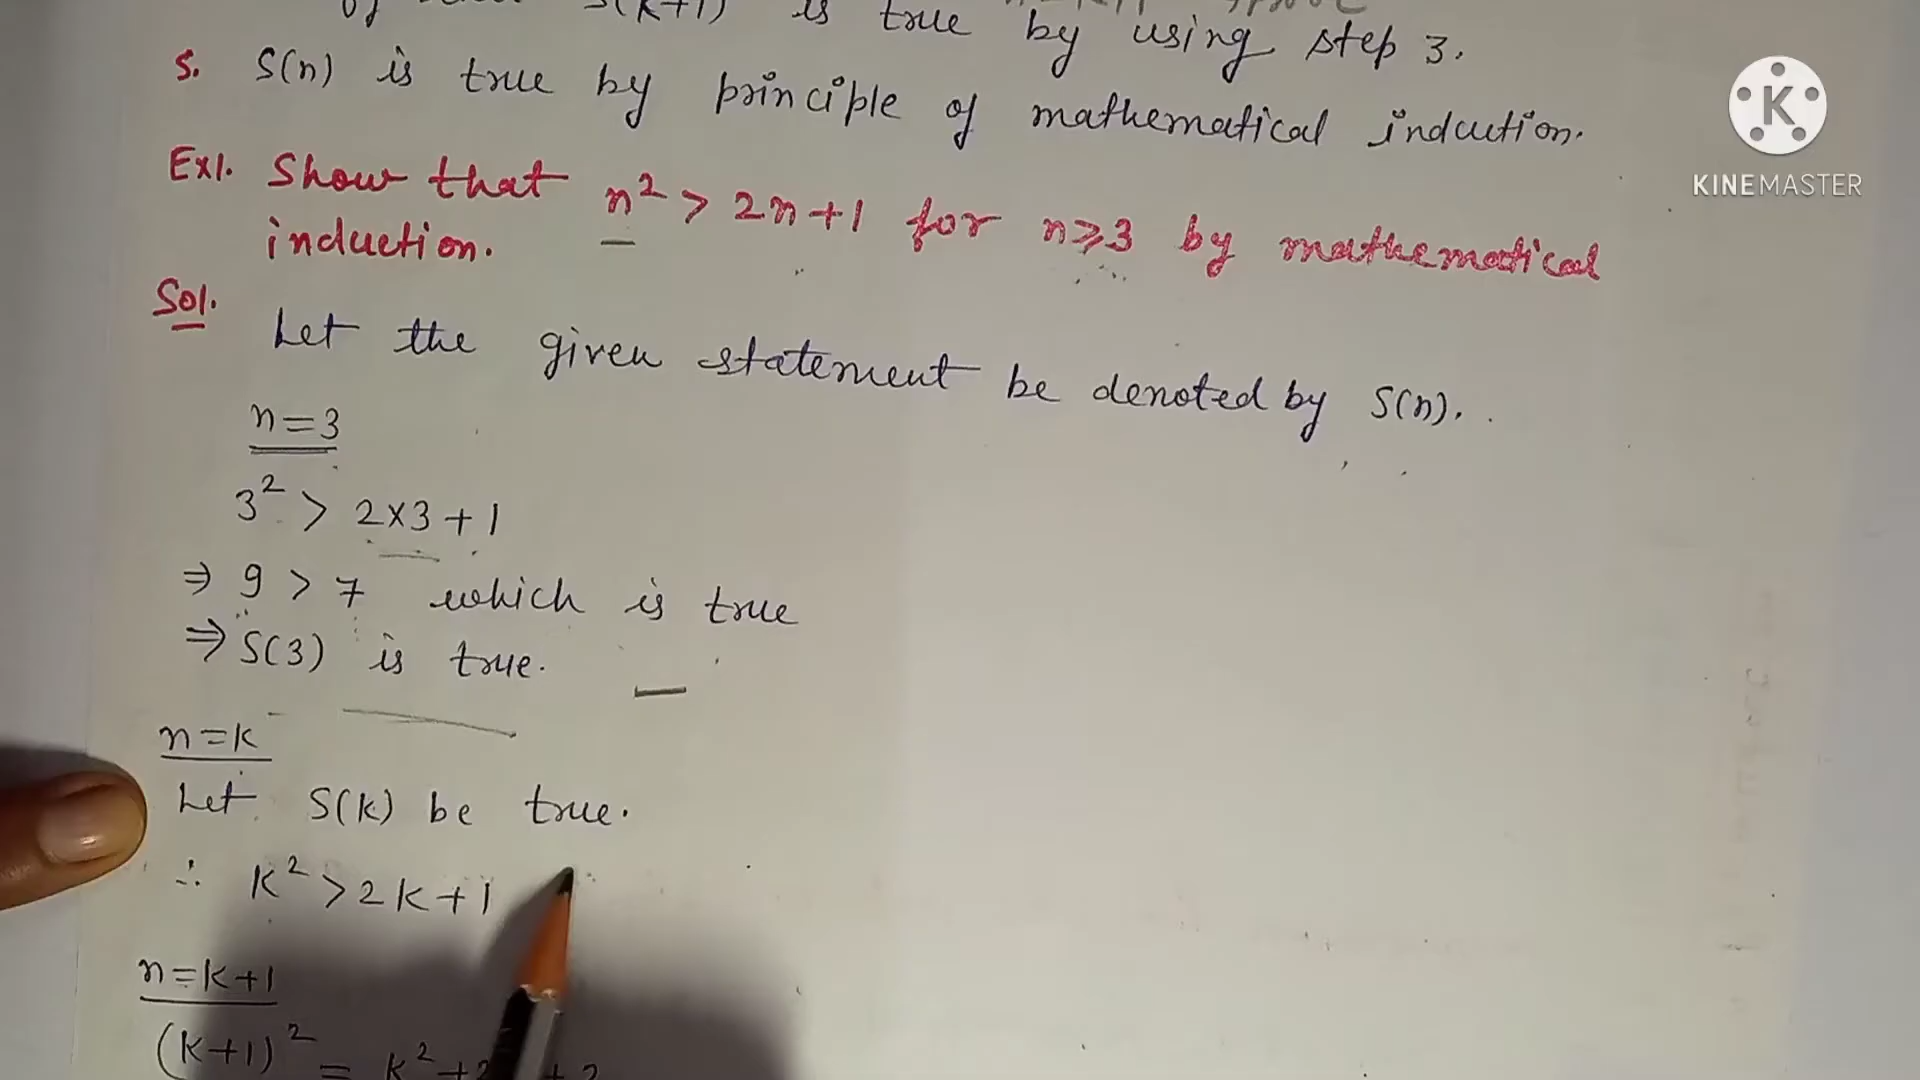 S(k+1) is true by using step 3.
5. S(n) is true by principle of mathematical indcution.
Ex1. Show that n² > 2n+1 for n≥3 by mathematical
induction.
Sol.
Let the given statement be denoted by S(n).
n=3
3² > 2×3+1
⇒ 9 > 7 which is true
⇒ S(3) is true.
n=k
Let S(k) be true.
∴ k² > 2k+1
n=k+1
(k+1)² = k²+
KINEMASTER